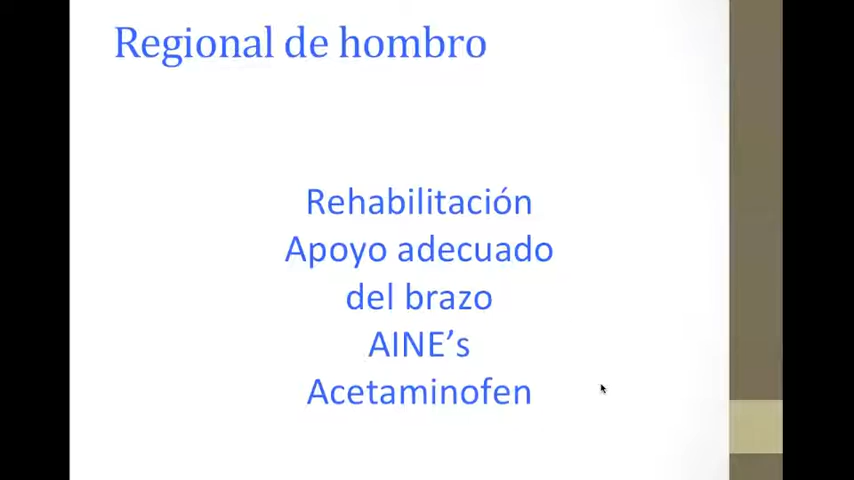 Regional de hombro
Rehabilitación
Apoyo adecuado
del brazo
AINE’s
Acetaminofen